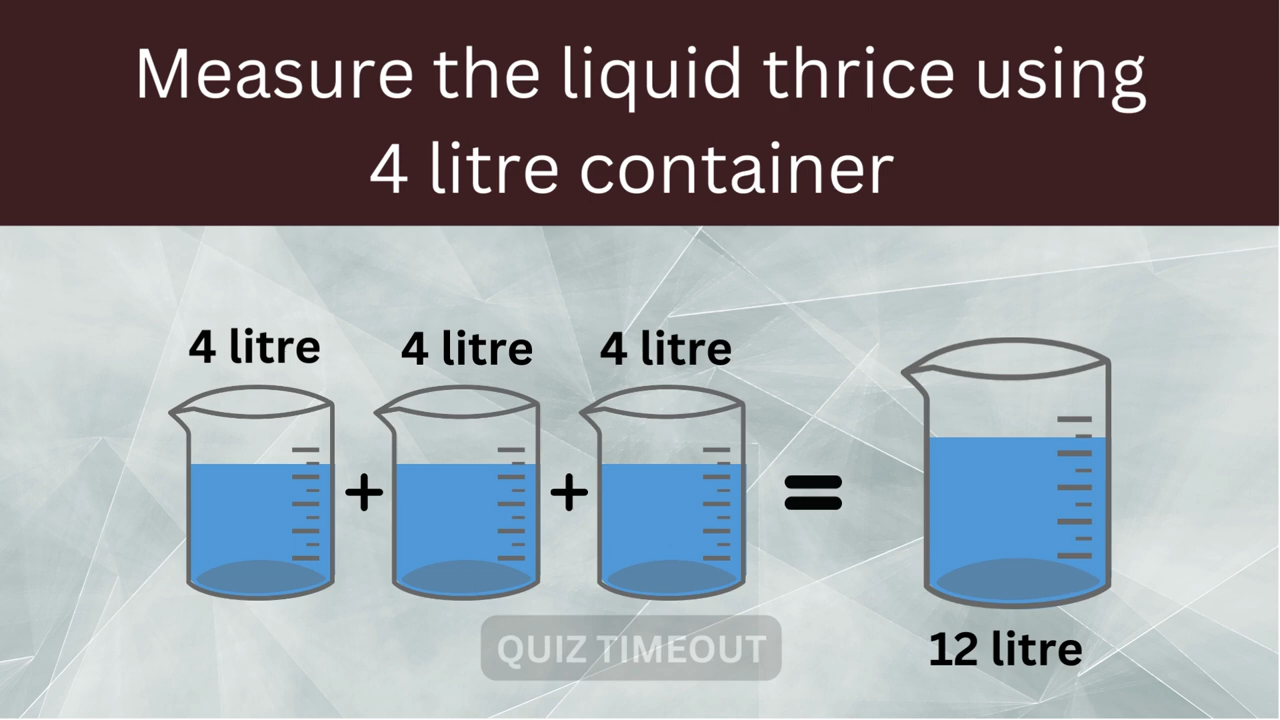 Measure the liquid thrice using
4 litre container
4 litre 4 litre 4 litre
+ + =
QUIZ TIMEOUT
12 litre